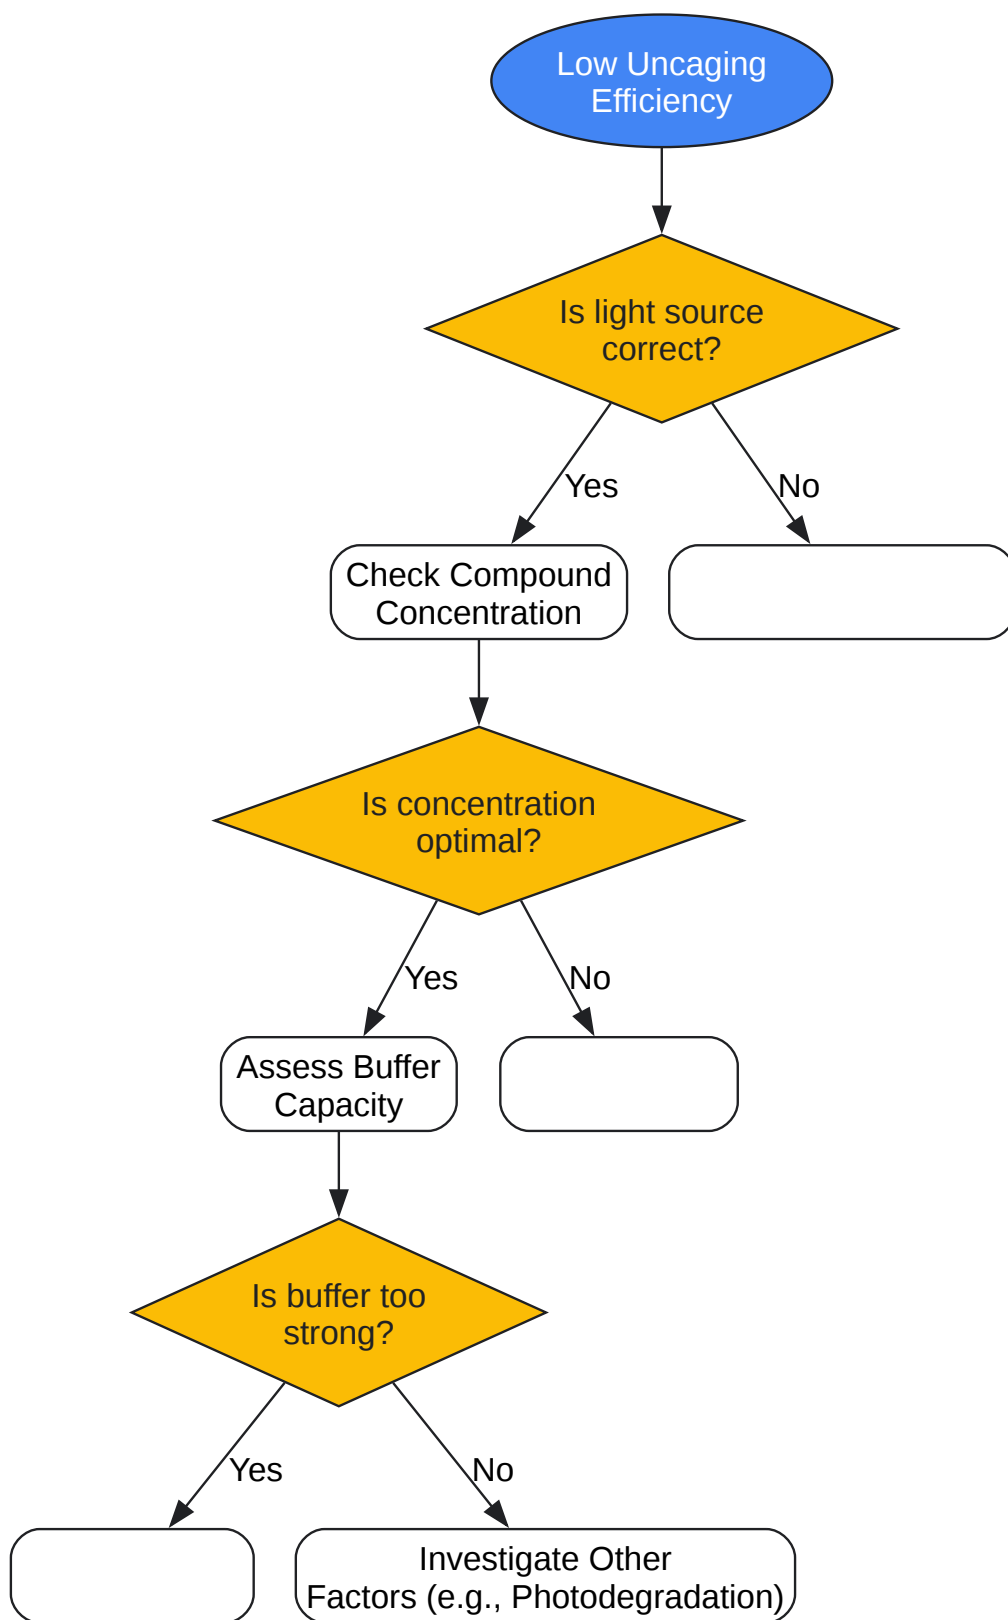 Low Uncaging
Efficiency
Is light source
correct?
Yes
No
Check Compound
Concentration
Is concentration
optimal?
Yes
No
Assess Buffer
Capacity
Is buffer too
strong?
Yes
No
Investigate Other
Factors (e.g., Photodegradation)